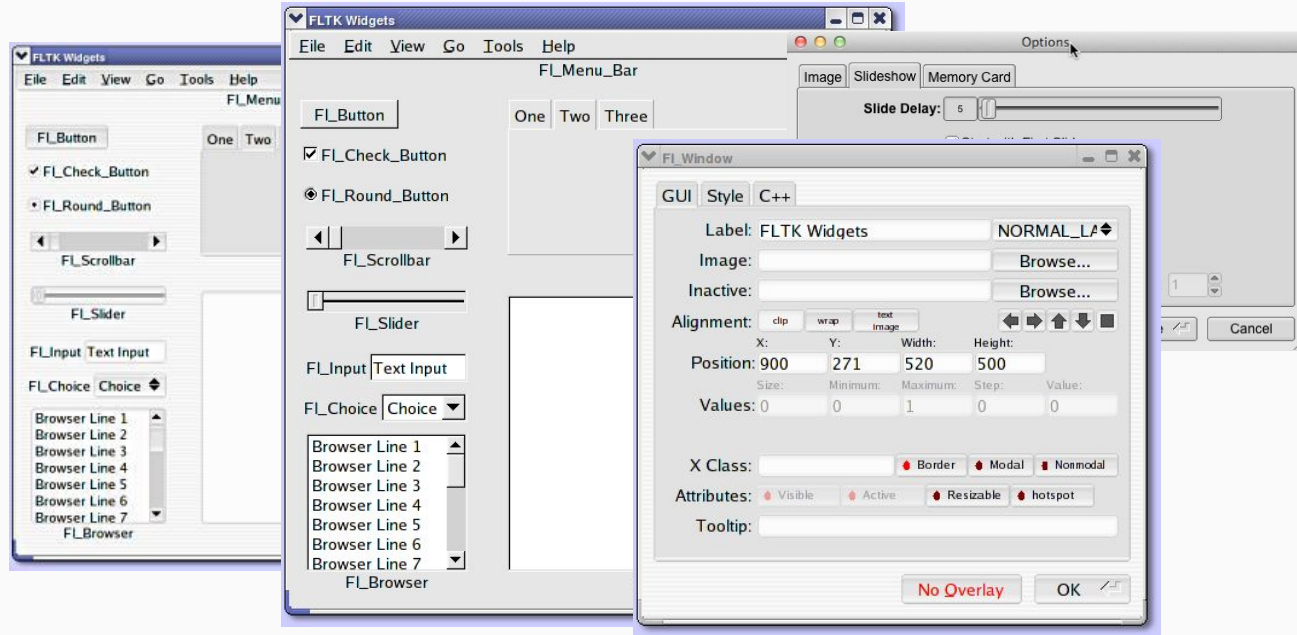 FLTK Widgets
File Edit View Go Tools Help
Fl_Menu
Fl_Button
One Two
Fl_Check_Button
Fl_Round_Button
Fl_Scrollbar
Fl_Slider
Fl_Input Text Input
Fl_Choice Choice
Browser Line 1
Browser Line 2
Browser Line 3
Browser Line 4
Browser Line 5
Browser Line 6
Browser Line 7
Fl_Browser
FLTK Widgets
File Edit View Go Tools Help
Fl_Menu_Bar
Fl_Button
One Two Three
Fl_Check_Button
Fl_Round_Button
Fl_Scrollbar
Fl_Slider
Fl_Input Text Input
Fl_Choice Choice
Browser Line 1
Browser Line 2
Browser Line 3
Browser Line 4
Browser Line 5
Browser Line 6
Browser Line 7
Fl_Browser
Options
Image Slideshow Memory Card
Slide Delay: 5
1
Cancel
Fl_Window
GUI Style C++
Label: FLTK Widgets NORMAL_LA
Image: Browse...
Inactive: Browse...
Alignment: clip wrap text image
X: Y: Width: Height:
Position: 900 271 520 500
Size: Minimum: Maximum: Step: Value:
Values: 0 0 1 0 0
X Class: Border Modal Nonmodal
Attributes: Visible Active Resizable hotspot
Tooltip:
No Overlay OK